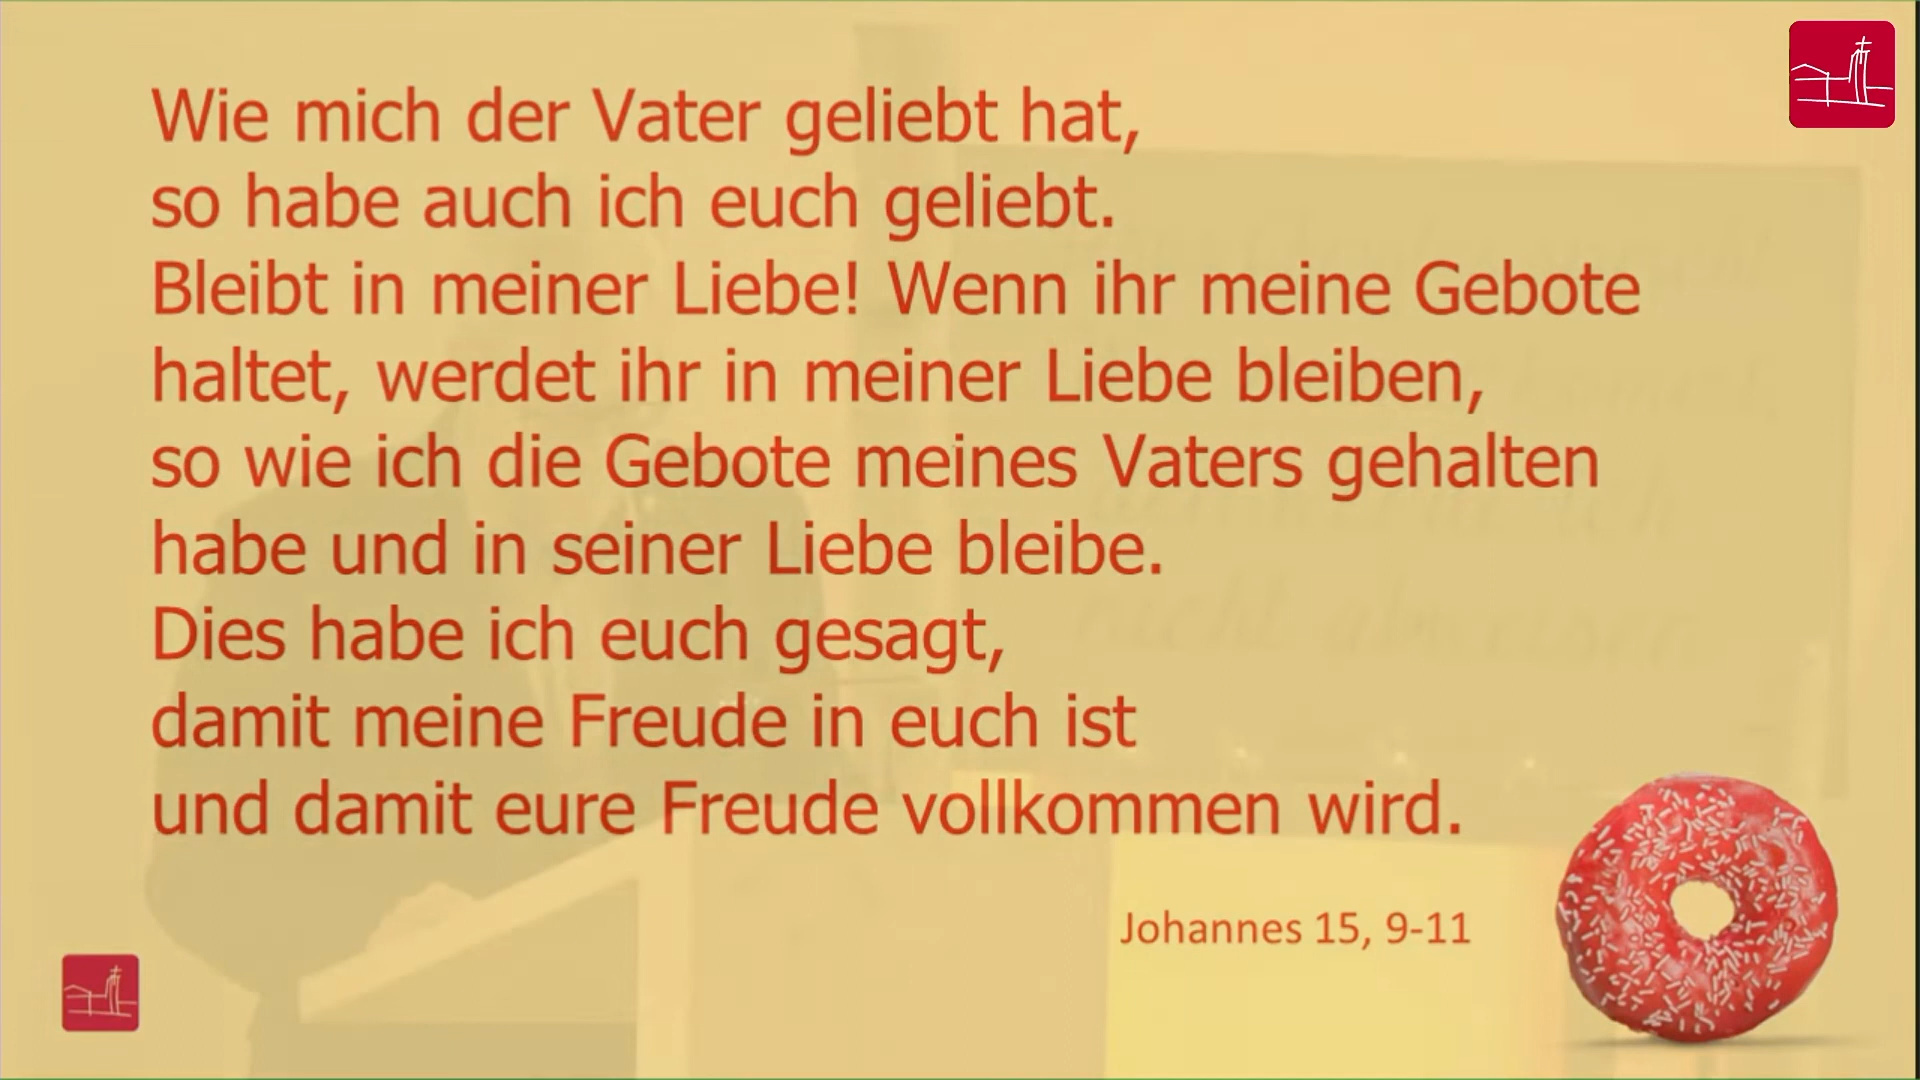 Wie mich der Vater geliebt hat,
so habe auch ich euch geliebt.
Bleibt in meiner Liebe! Wenn ihr meine Gebote
haltet, werdet ihr in meiner Liebe bleiben,
so wie ich die Gebote meines Vaters gehalten
habe und in seiner Liebe bleibe.
Dies habe ich euch gesagt,
damit meine Freude in euch ist
und damit eure Freude vollkommen wird.
Johannes 15, 9-11